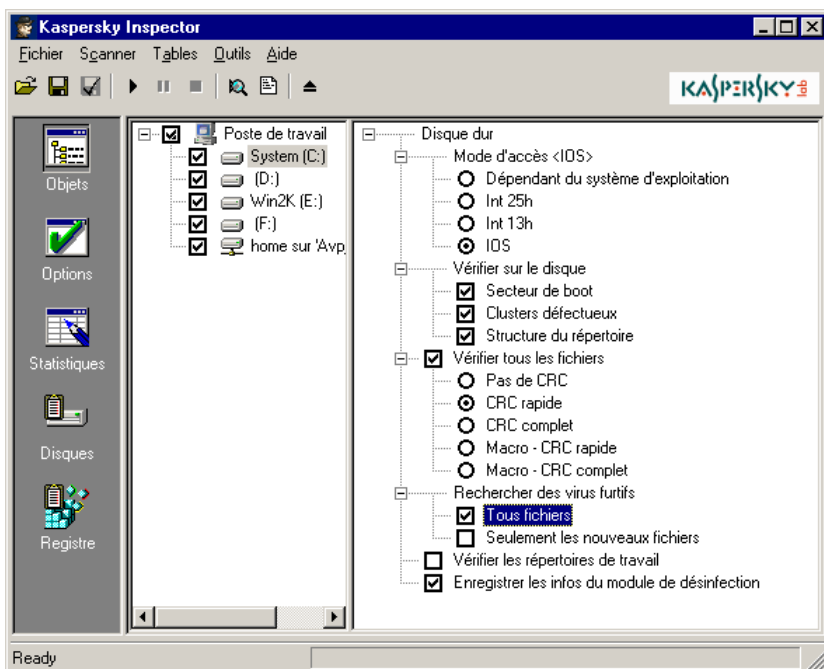 Kaspersky Inspector
Fichier Scanner Tables Outils Aide
KASPERSKY lab
Objets
Options
Statistiques
Disques
Registre
Poste de travail
System (C:)
(D:)
Win2K (E:)
(F:)
home sur 'Avp
Disque dur
Mode d'accès <IOS>
Dépendant du système d'exploitation
Int 25h
Int 13h
IOS
Vérifier sur le disque
Secteur de boot
Clusters défectueux
Structure du répertoire
Vérifier tous les fichiers
Pas de CRC
CRC rapide
CRC complet
Macro - CRC rapide
Macro - CRC complet
Rechercher des virus furtifs
Tous fichiers
Seulement les nouveaux fichiers
Vérifier les répertoires de travail
Enregistrer les infos du module de désinfection
Ready